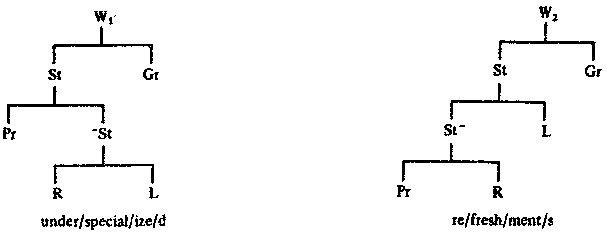 W₁
W₂
St
Gr
St
Gr
Pr
⁻St
St⁻
L
R
L
Pr
R
under/special/ize/d
re/fresh/ment/s